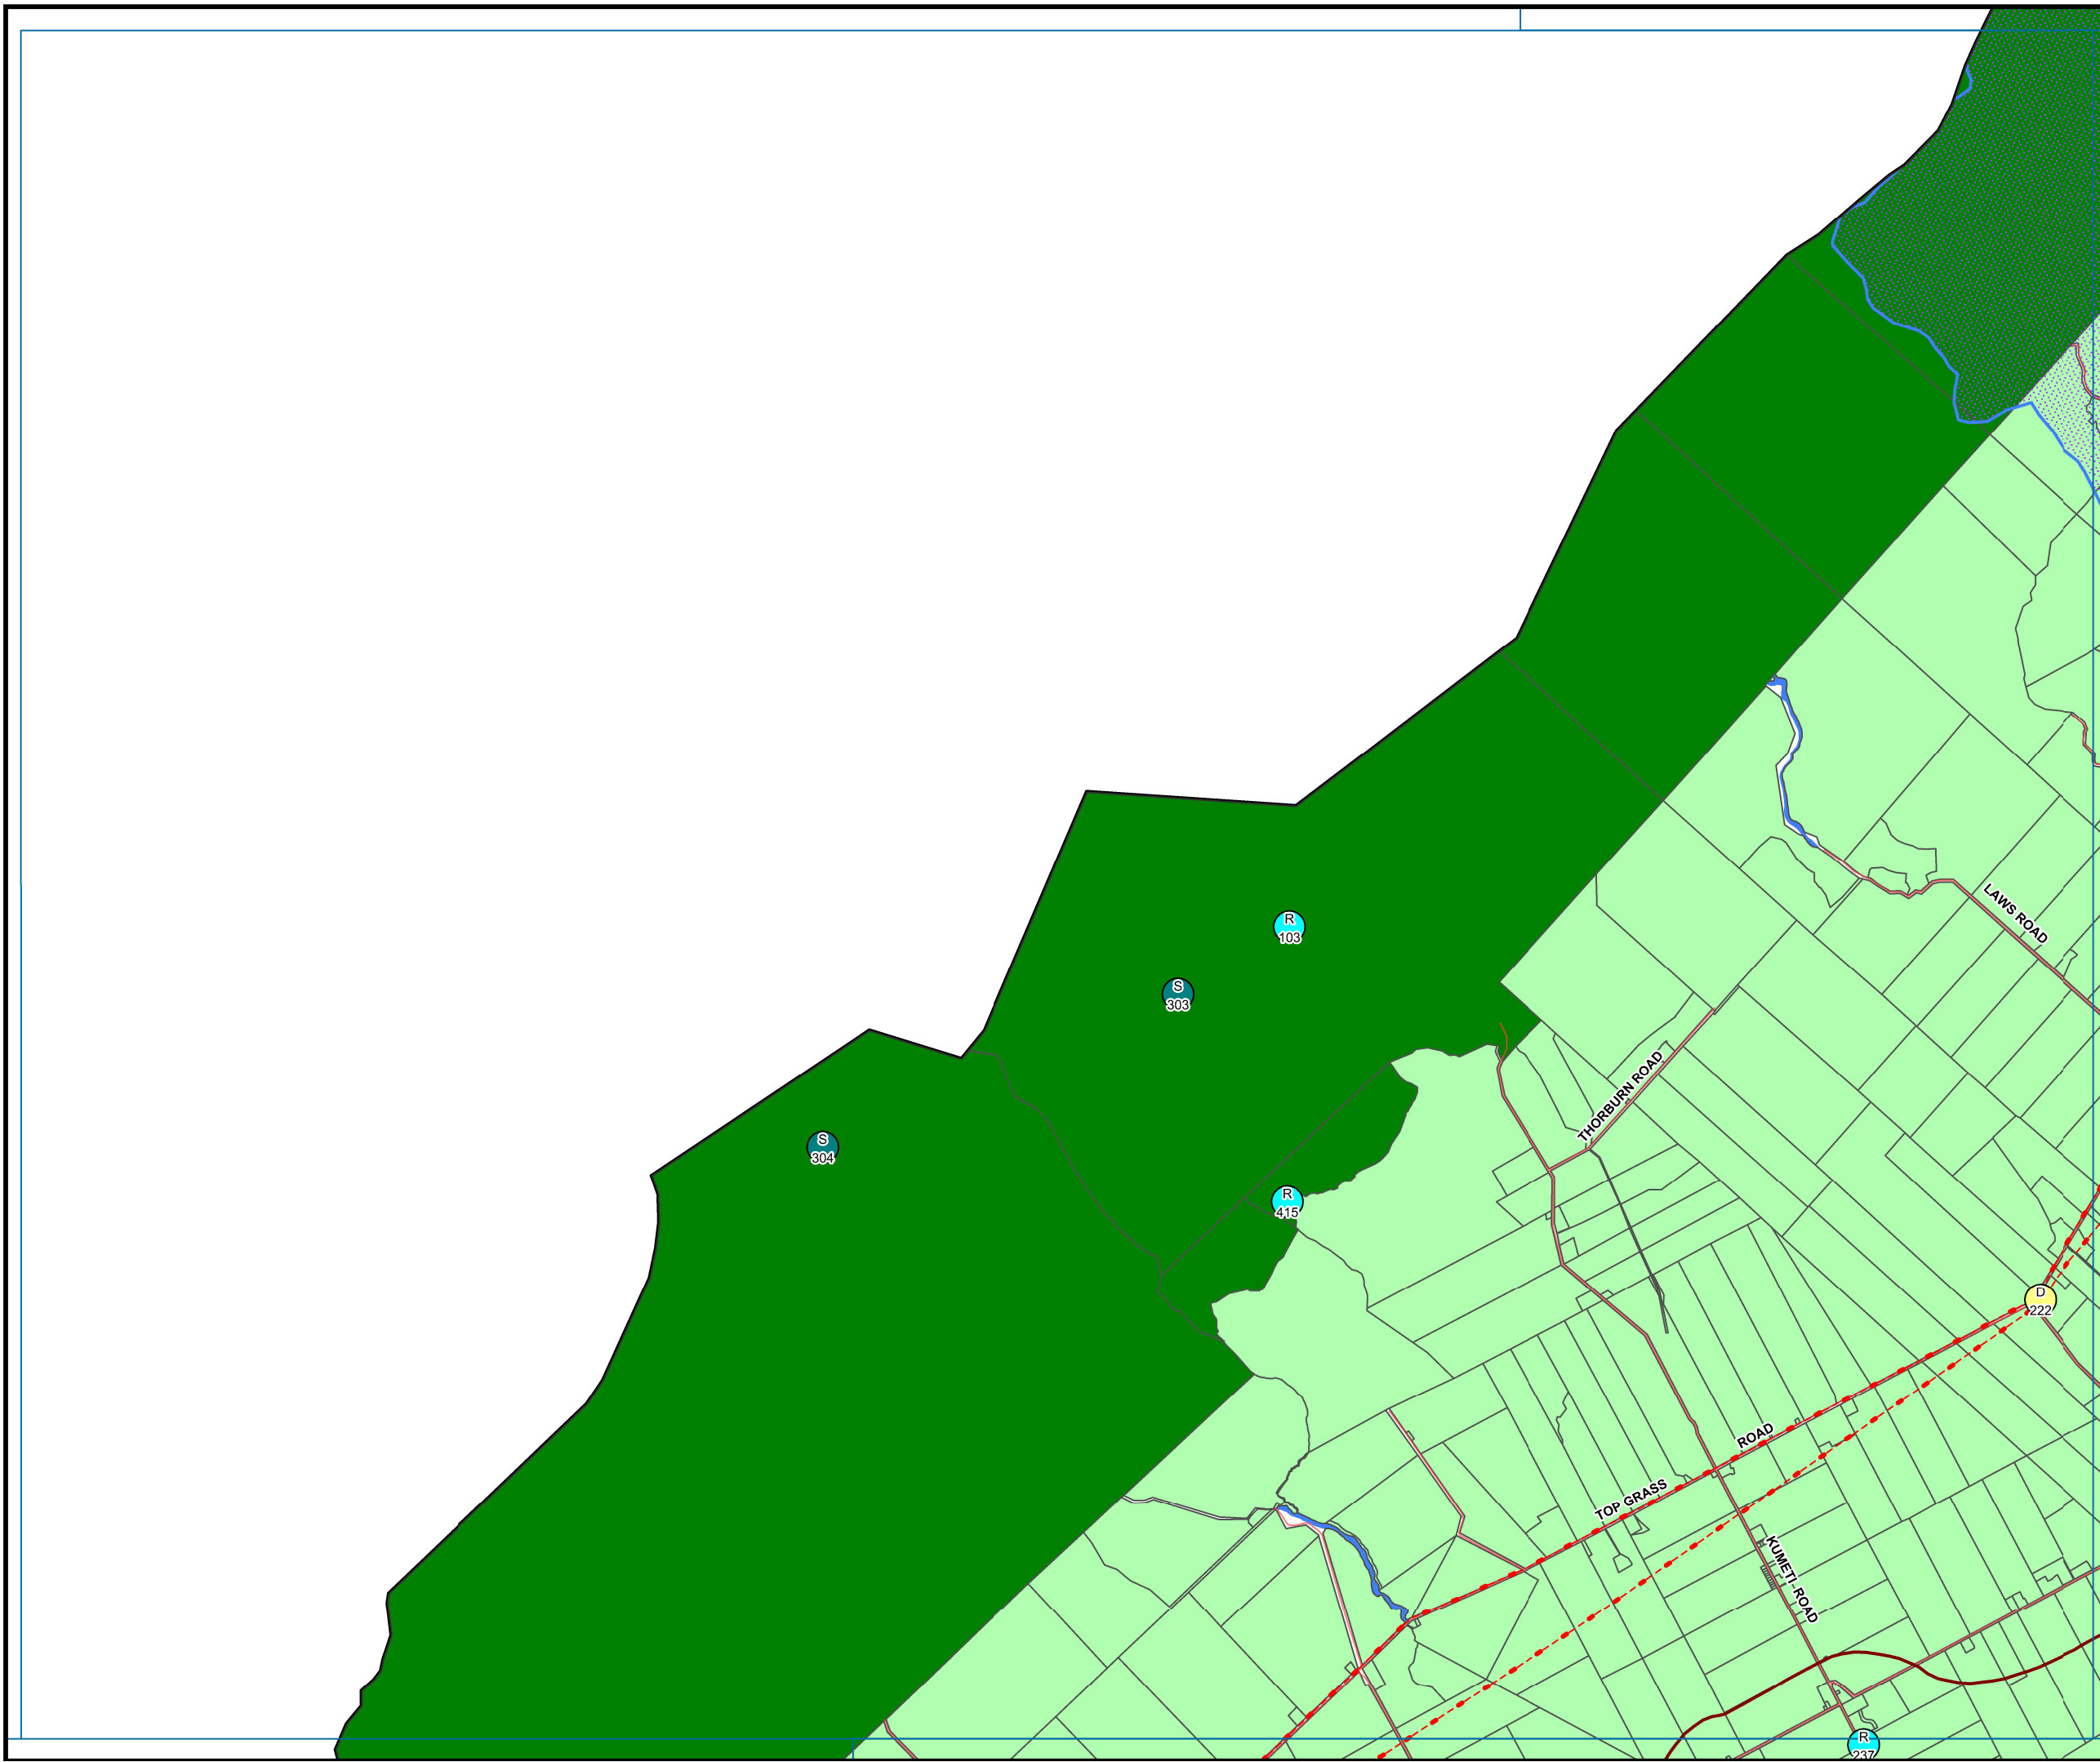 LAWS ROAD
R
103
S
303
THORBURN ROAD
S
304
R
415
D
222
TOP GRASS
ROAD
KUMETI ROAD
R
237